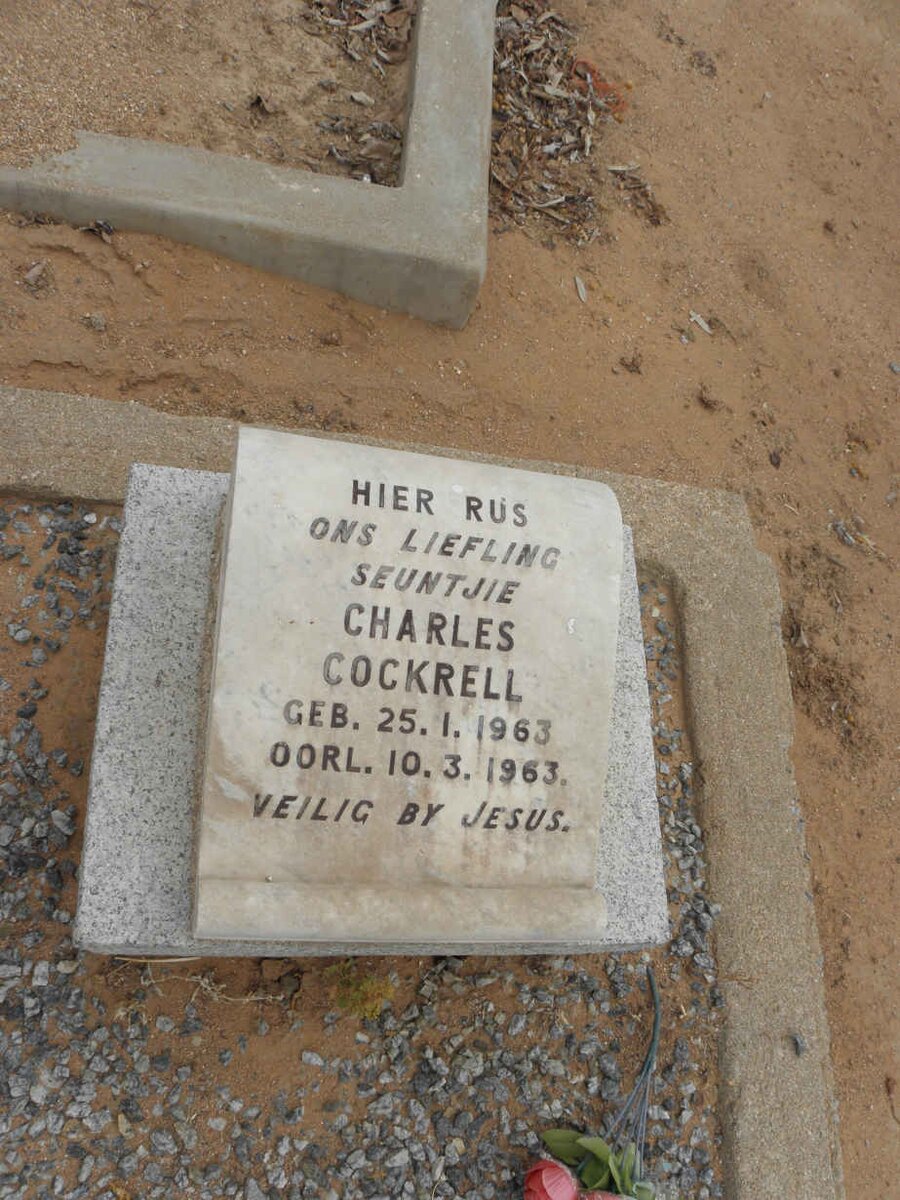 HIER RUS
ONS LIEFLING
SEUNTJIE
CHARLES
COCKRELL
GEB. 25. 1. 1963
OORL. 10. 3. 1963.
VEILIG BY JESUS.